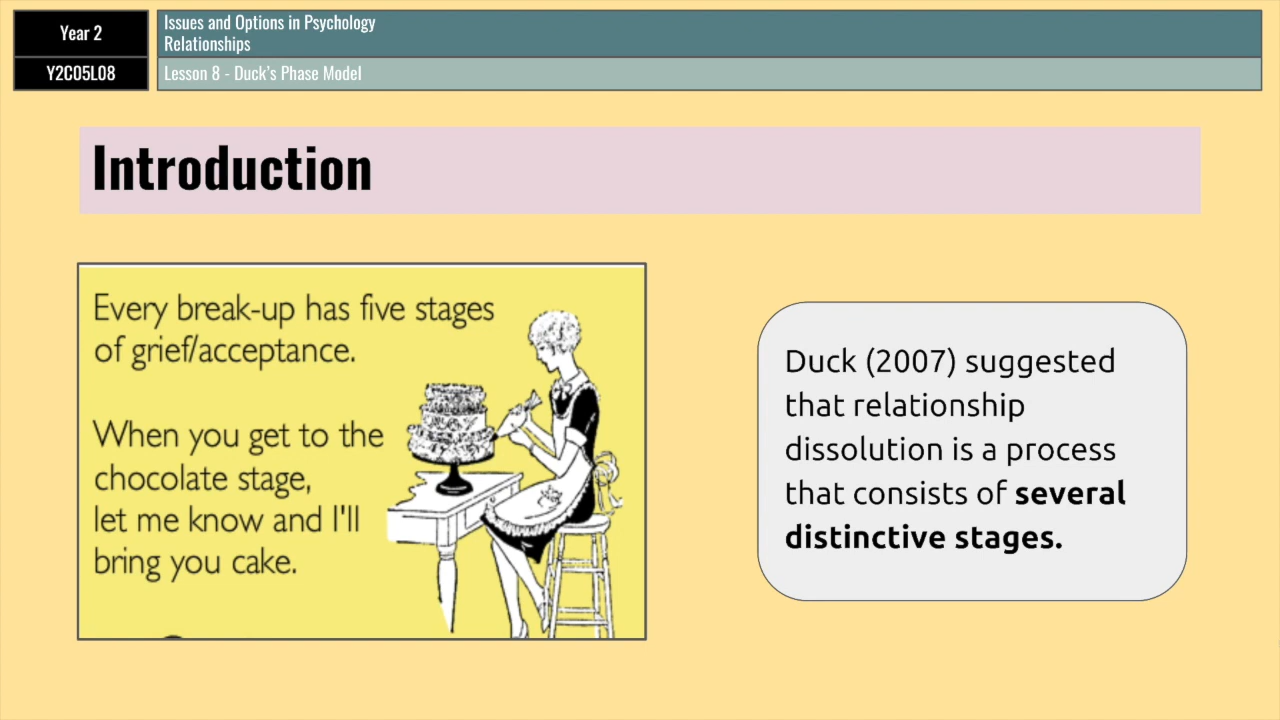 Year 2
Issues and Options in Psychology
Relationships
Y2C05L08
Lesson 8 - Duck's Phase Model
Introduction
Every break-up has five stages
of grief/acceptance.
When you get to the
chocolate stage,
let me know and I'll
bring you cake.
Duck (2007) suggested
that relationship
dissolution is a process
that consists of several
distinctive stages.